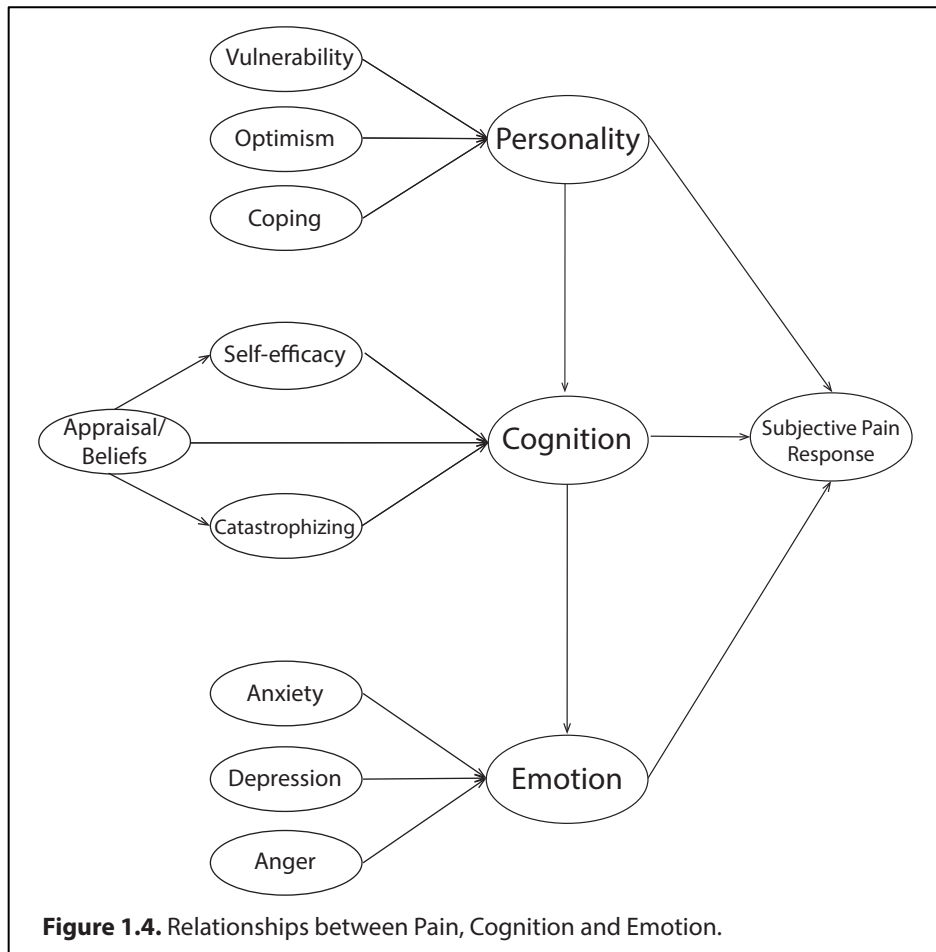 Vulnerability
Optimism
Coping
Personality
Self-efficacy
Appraisal/
Beliefs
Catastrophizing
Cognition
Subjective Pain
Response
Anxiety
Depression
Anger
Emotion
Figure 1.4. Relationships between Pain, Cognition and Emotion.